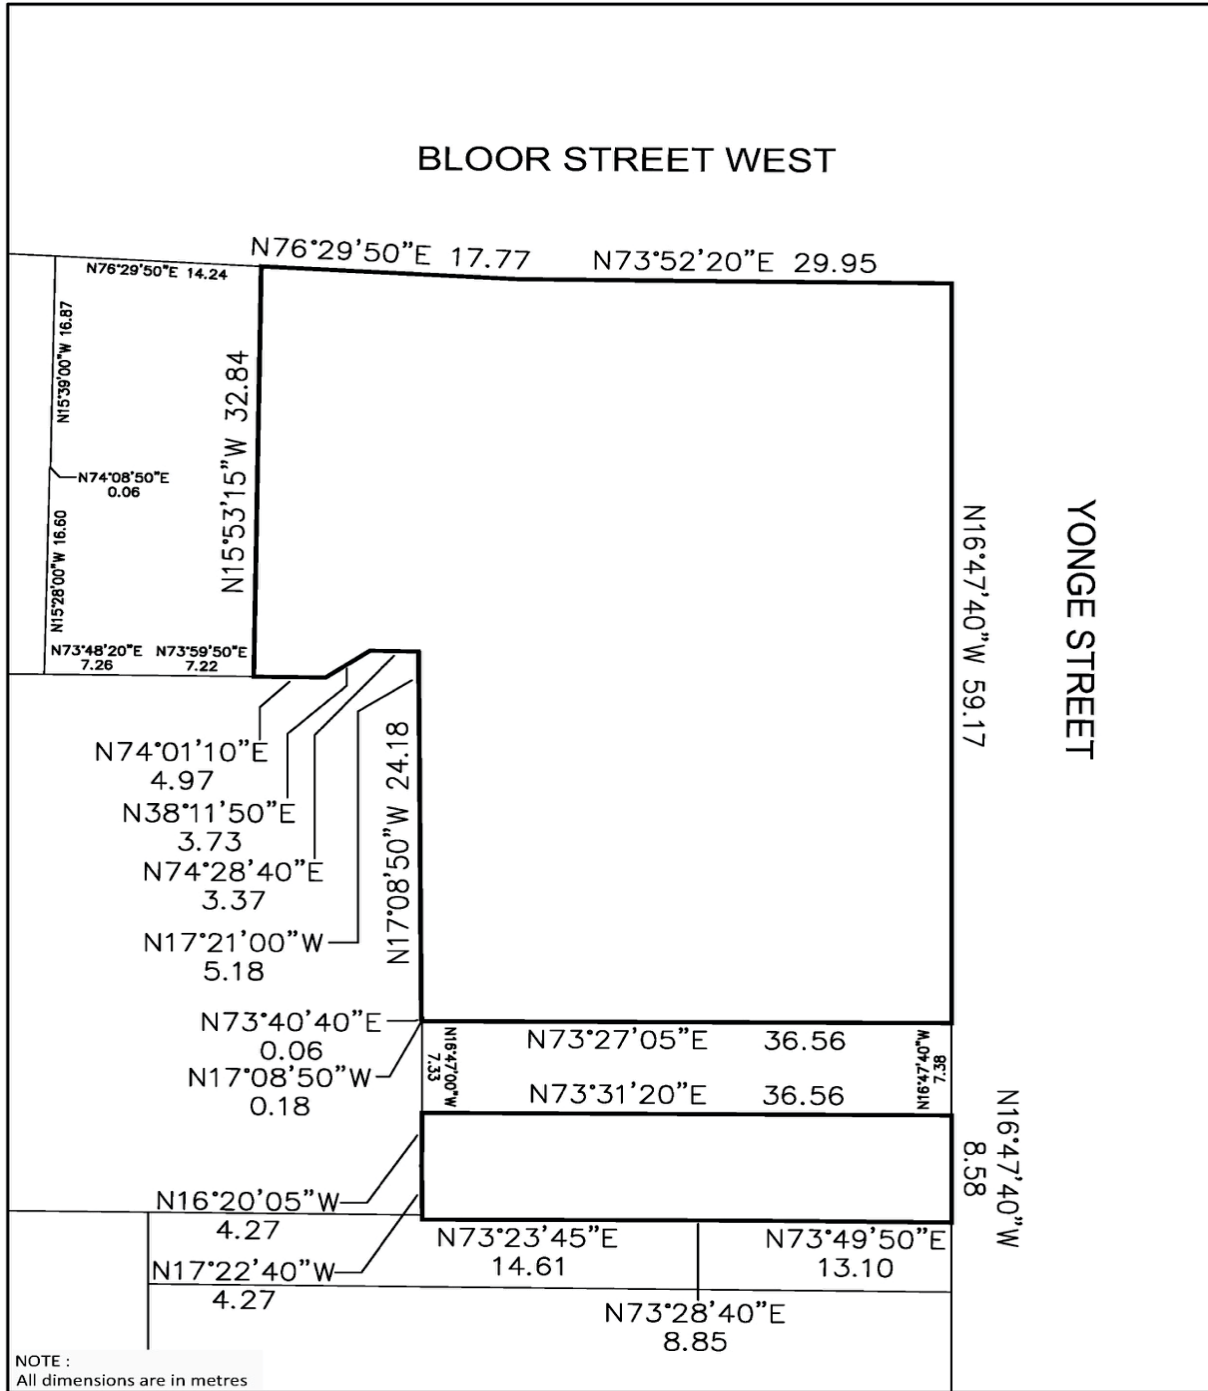 BLOOR STREET WEST
N76°29'50"E 17.77
N73°52'20"E 29.95
N76°29'50"E 14.24
N15°39'00"W 16.87
N15°53'15"W 32.84
N74°08'50"E
0.06
N15°28'00"W 16.60
N73°48'20"E
7.26
N73°59'50"E
7.22
N16°47'40"W 59.17
YONGE STREET
N74°01'10"E
4.97
N38°11'50"E
3.73
N74°28'40"E
3.37
N17°21'00"W
5.18
N17°08'50"W 24.18
N73°40'40"E
0.06
N17°08'50"W
0.18
N16°47'00"W
7.33
N73°27'05"E 36.56
N73°31'20"E 36.56
N16°47'40"W
7.38
N16°47'40"W
8.58
N16°20'05"W
4.27
N17°22'40"W
4.27
N73°23'45"E
14.61
N73°49'50"E
13.10
N73°28'40"E
8.85
NOTE :
All dimensions are in metres